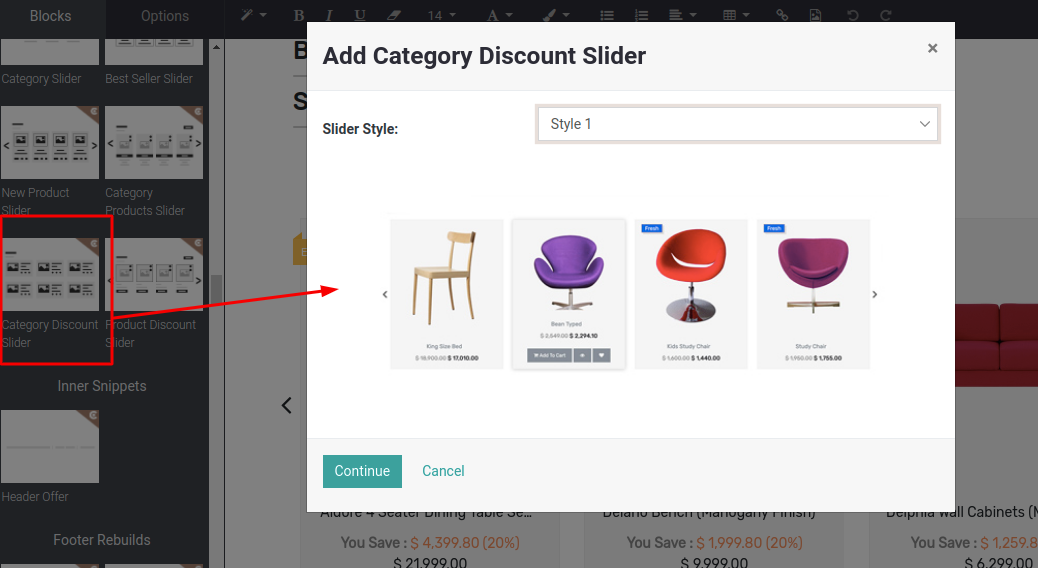 Blocks
Options
B
I
U
14
A
Category Slider
Best Seller Slider
New Product
Slider
Category
Products Slider
Category Discount
Slider
Product Discount
Slider
Inner Snippets
Header Offer
Footer Rebuilds
B
S
E
Add Category Discount Slider
×
Slider Style:
Style 1
King Size Bed
$ 18,900.00 $ 17,010.00
Bean Typed
$ 2,549.00 $ 2,294.10
Add To Cart
Fresh
Kids Study Chair
$ 1,600.00 $ 1,440.00
Fresh
Study Chair
$ 1,950.00 $ 1,755.00
Continue
Cancel
Aldore 4 Seater Dining Table Se...
You Save : $ 4,399.80 (20%)
$ 21,999.00
Delano Bench (Mahogany Finish)
You Save : $ 1,999.80 (20%)
$ 9,999.00
Delphia Wall Cabinets (M
You Save : $ 1,259.8
$ 6,299.00